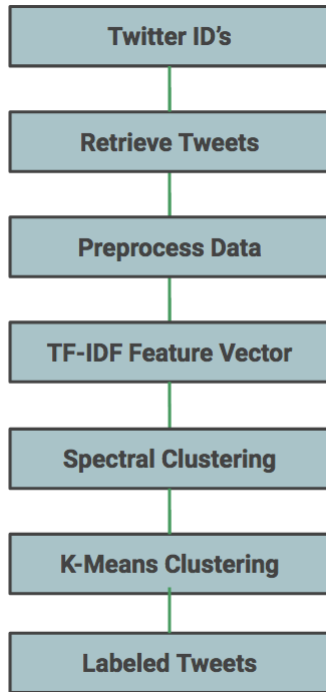 Twitter ID’s
Retrieve Tweets
Preprocess Data
TF-IDF Feature Vector
Spectral Clustering
K-Means Clustering
Labeled Tweets